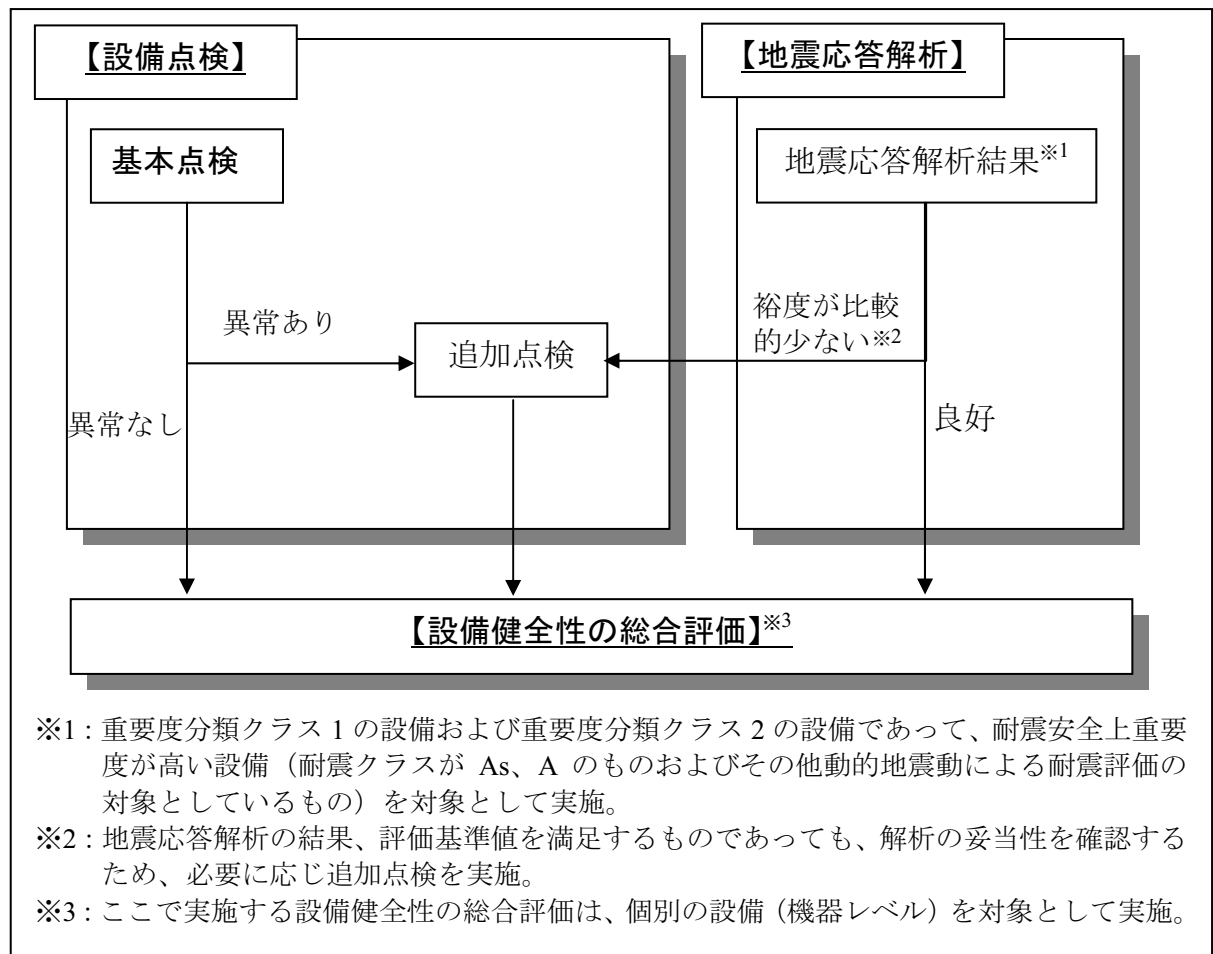 【設備点検】
【地震応答解析】
基本点検
地震応答解析結果※1
異常あり
追加点検
裕度が比較
的少ない※2
異常なし
良好
【設備健全性の総合評価】※3
※1：重要度分類クラス 1 の設備および重要度分類クラス 2 の設備であって、耐震安全上重要
度が高い設備（耐震クラスが As、A のものおよびその他動的地震動による耐震評価の
対象としているもの）を対象として実施。
※2：地震応答解析の結果、評価基準値を満足するものであっても、解析の妥当性を確認する
ため、必要に応じ追加点検を実施。
※3：ここで実施する設備健全性の総合評価は、個別の設備（機器レベル）を対象として実施。